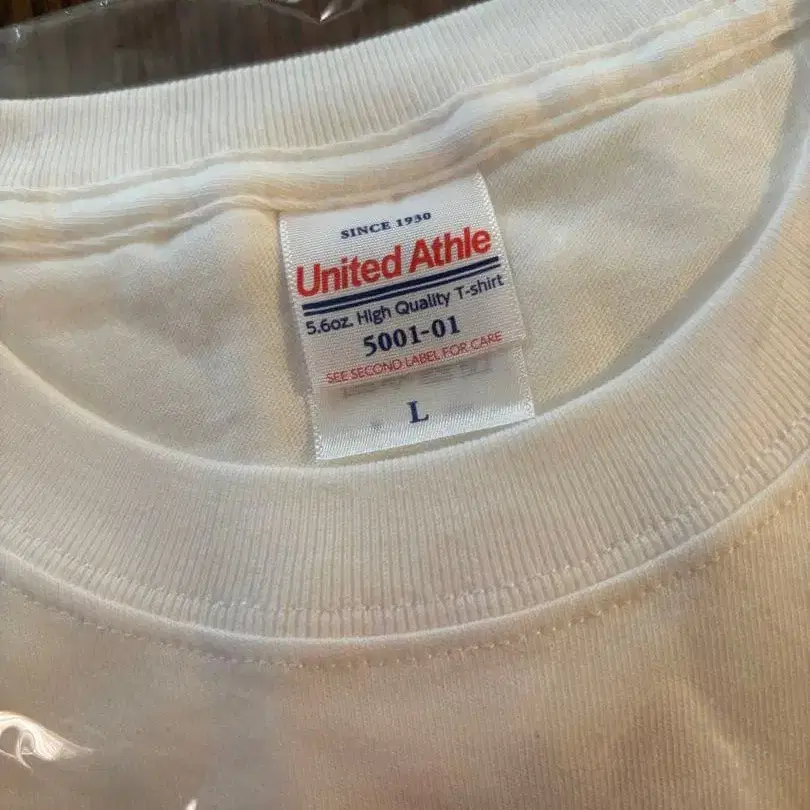 SINCE 1930
United Athle
5.6oz. High Quality T-shirt
5001-01
SEE SECOND LABEL FOR CARE
L